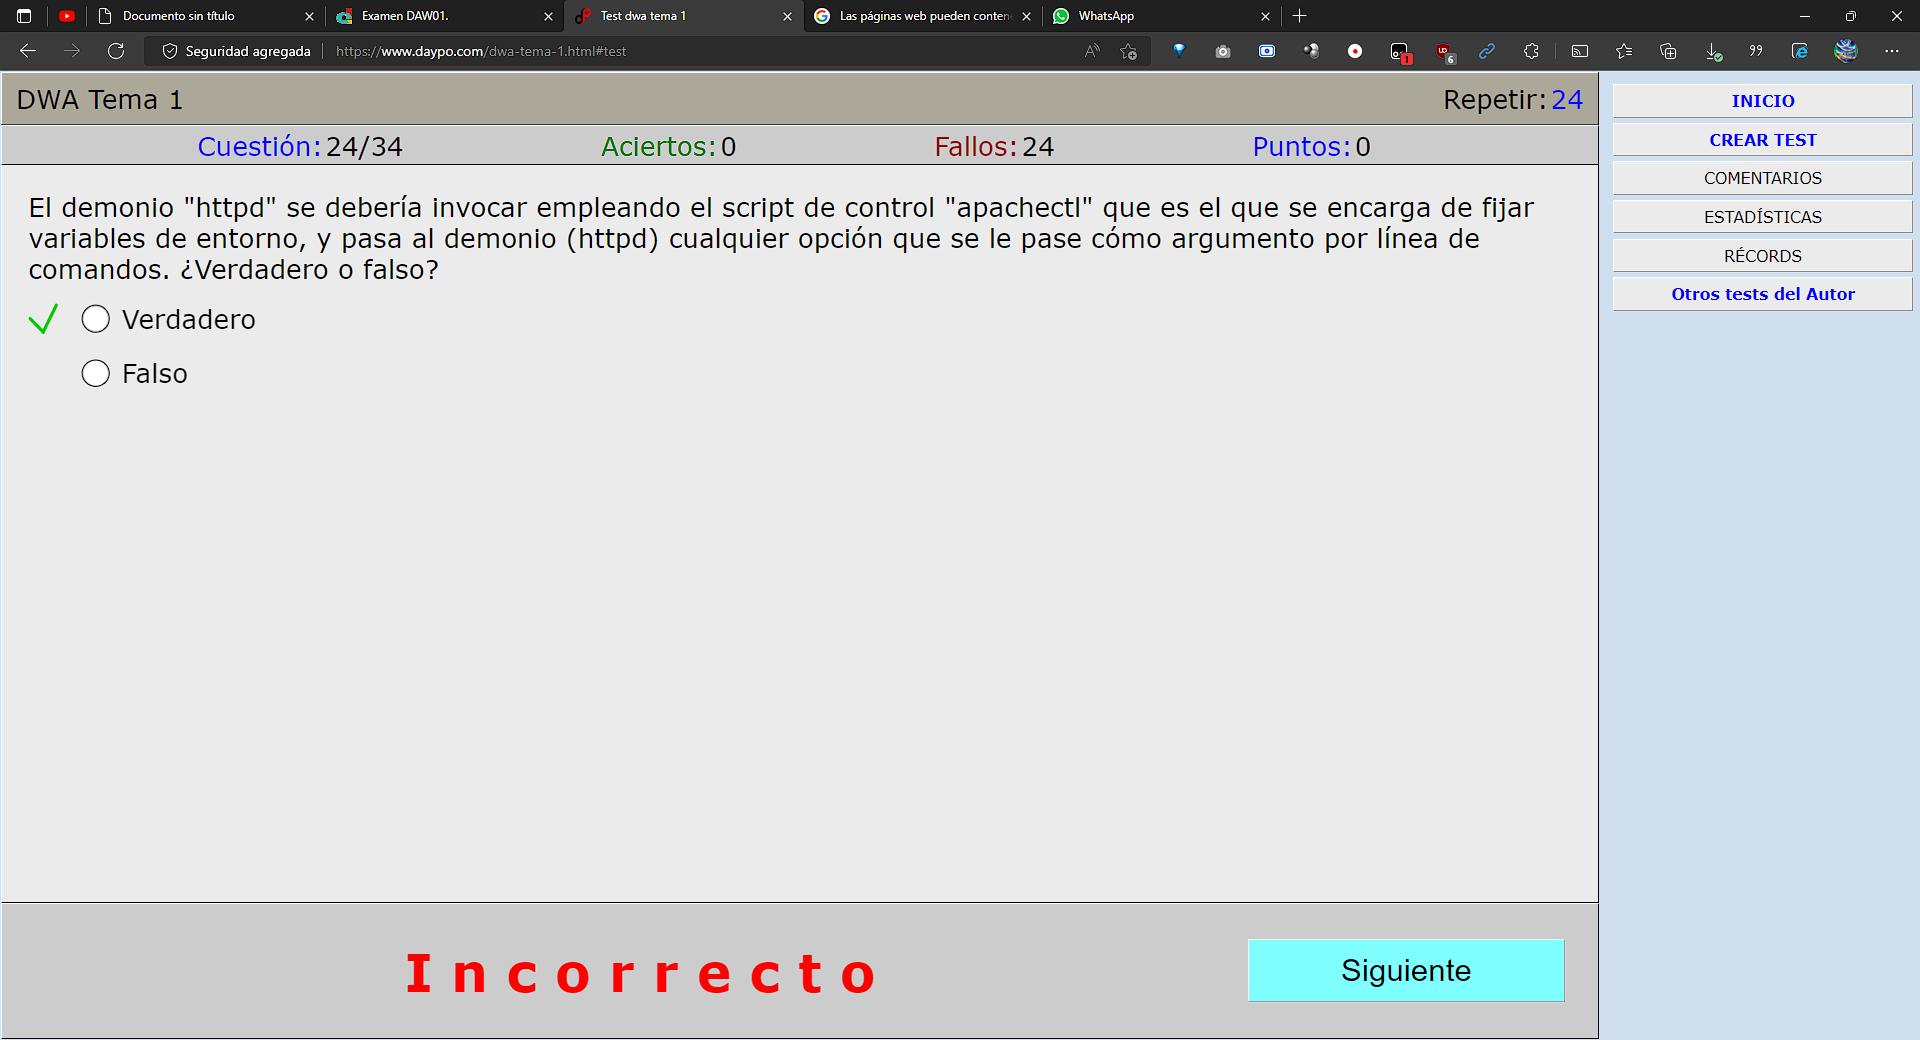 Documento sin título
Examen DAW01.
Test dwa tema 1
Las páginas web pueden conten
WhatsApp
Seguridad agregada
https://www.daypo.com/dwa-tema-1.html#test
DWA Tema 1
Repetir: 24
Cuestión: 24/34
Aciertos: 0
Fallos: 24
Puntos: 0
El demonio "httpd" se debería invocar empleando el script de control "apachectl" que es el que se encarga de fijar
variables de entorno, y pasa al demonio (httpd) cualquier opción que se le pase cómo argumento por línea de
comandos. ¿Verdadero o falso?
Verdadero
Falso
Incorrecto
Siguiente
INICIO
CREAR TEST
COMENTARIOS
ESTADÍSTICAS
RÉCORDS
Otros tests del Autor